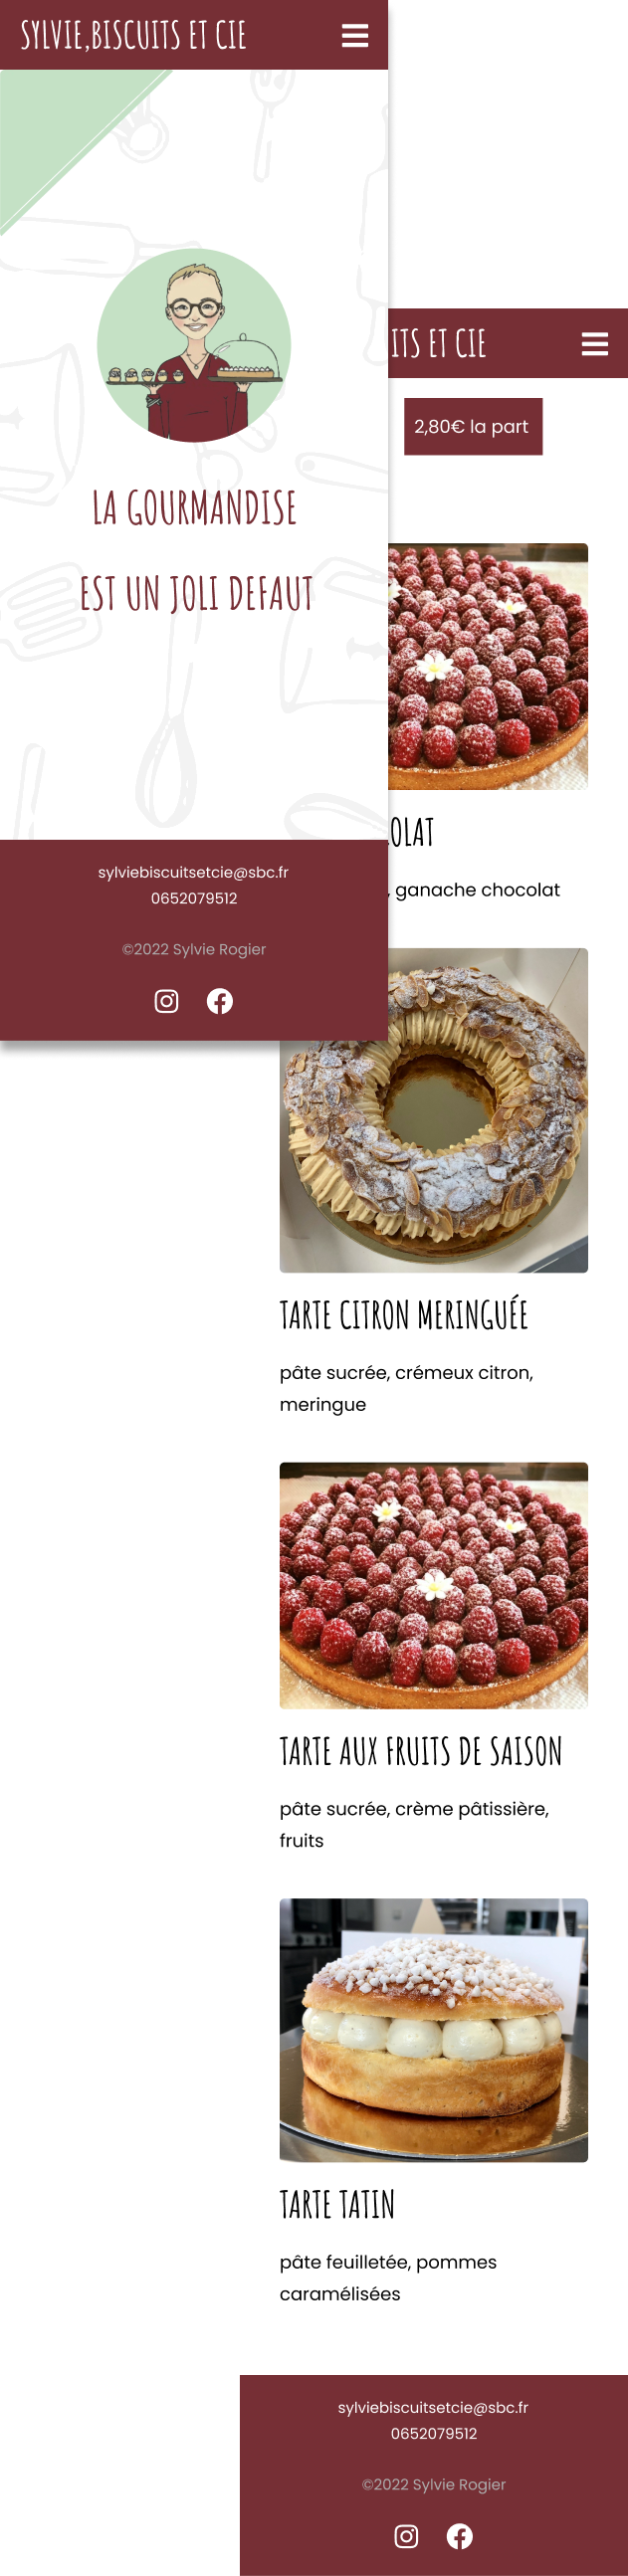 SYLVIE,BISCUITS ET CIE
LA GOURMANDISE
EST UN JOLI DEFAUT
sylviebiscuitsetcie@sbc.fr
0652079512
©2022 Sylvie Rogier
ITS ET CIE
2,80€ la part
OLAT
, ganache chocolat
TARTE CITRON MERINGUÉE
pâte sucrée, crémeux citron,
meringue
TARTE AUX FRUITS DE SAISON
pâte sucrée, crème pâtissière,
fruits
TARTE TATIN
pâte feuilletée, pommes
caramélisées
sylviebiscuitsetcie@sbc.fr
0652079512
©2022 Sylvie Rogier